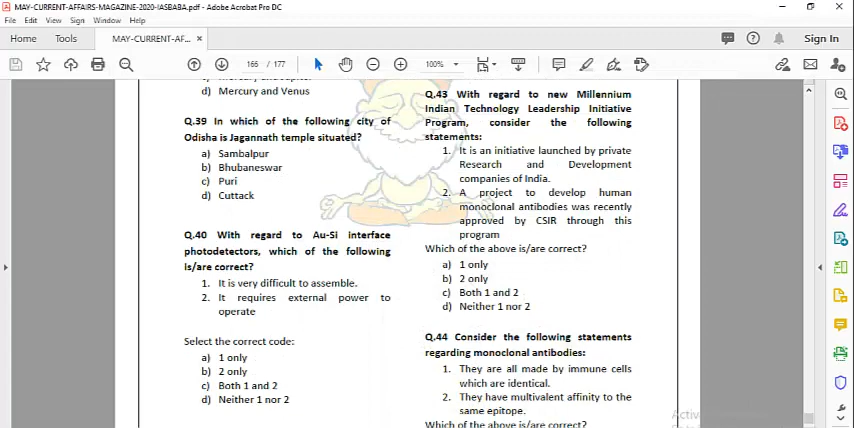 MAY-CURRENT-AFFAIRS-MAGAZINE-2020-IASBABA.pdf - Adobe Acrobat Pro DC
File Edit View Sign Window Help
Home Tools MAY-CURRENT-AF... × Sign In
166 / 177 100%
d) Mercury and Venus
Q.39 In which of the following city of
Odisha is Jagannath temple situated?
a) Sambalpur
b) Bhubaneswar
c) Puri
d) Cuttack
Q.40 With regard to Au-Si interface
photodetectors, which of the following
is/are correct?
1. It is very difficult to assemble.
2. It requires external power to
operate
Select the correct code:
a) 1 only
b) 2 only
c) Both 1 and 2
d) Neither 1 nor 2
Q.43 With regard to new Millennium
Indian Technology Leadership Initiative
Program, consider the following
statements:
1. It is an initiative launched by private
Research and Development
companies of India.
2. A project to develop human
monoclonal antibodies was recently
approved by CSIR through this
program
Which of the above is/are correct?
a) 1 only
b) 2 only
c) Both 1 and 2
d) Neither 1 nor 2
Q.44 Consider the following statements
regarding monoclonal antibodies:
1. They are all made by immune cells
which are identical.
2. They have multivalent affinity to the
same epitope.
Which of the above is/are correct?